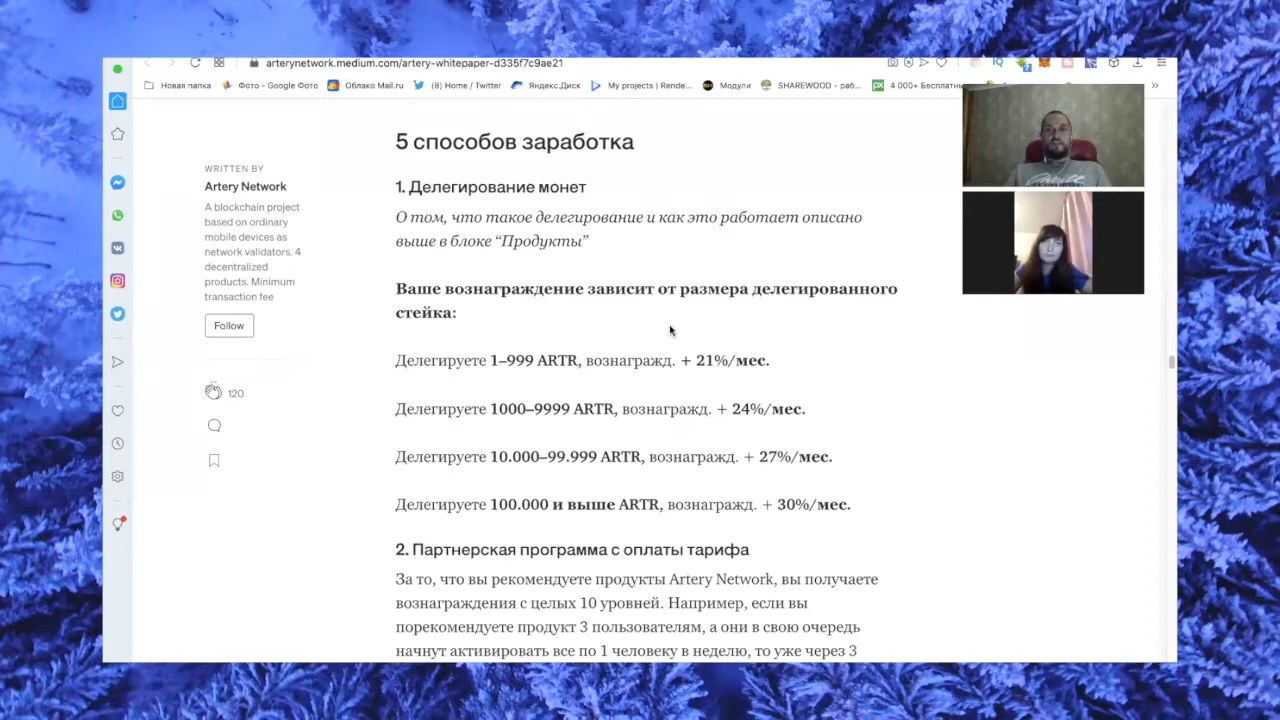 arterynetwork.medium.com/artery-whitepaper-d335f7c9ae21
Новая папка
Фото - Google Фото
Облако Mail.ru
(8) Home / Twitter
Яндекс.Диск
My projects | Rende...
Модули
SHAREWOOD - раб...
4 000+ Бесплатны
»
WRITTEN BY
Artery Network
A blockchain project
based on ordinary
mobile devices as
network validators. 4
decentralized
products. Minimum
transaction fee
Follow
120
5 способов заработка
1. Делегирование монет
О том, что такое делегирование и как это работает описано
выше в блоке “Продукты”
Ваше вознаграждение зависит от размера делегированного
стейка:
Делегируете 1–999 ARTR, вознагражд. + 21%/мес.
Делегируете 1000–9999 ARTR, вознагражд. + 24%/мес.
Делегируете 10.000–99.999 ARTR, вознагражд. + 27%/мес.
Делегируете 100.000 и выше ARTR, вознагражд. + 30%/мес.
2. Партнерская программа с оплаты тарифа
За то, что вы рекомендуете продукты Artery Network, вы получаете
вознаграждения с целых 10 уровней. Например, если вы
порекомендуете продукт 3 пользователям, а они в свою очередь
начнут активировать все по 1 человеку в неделю, то уже через 3